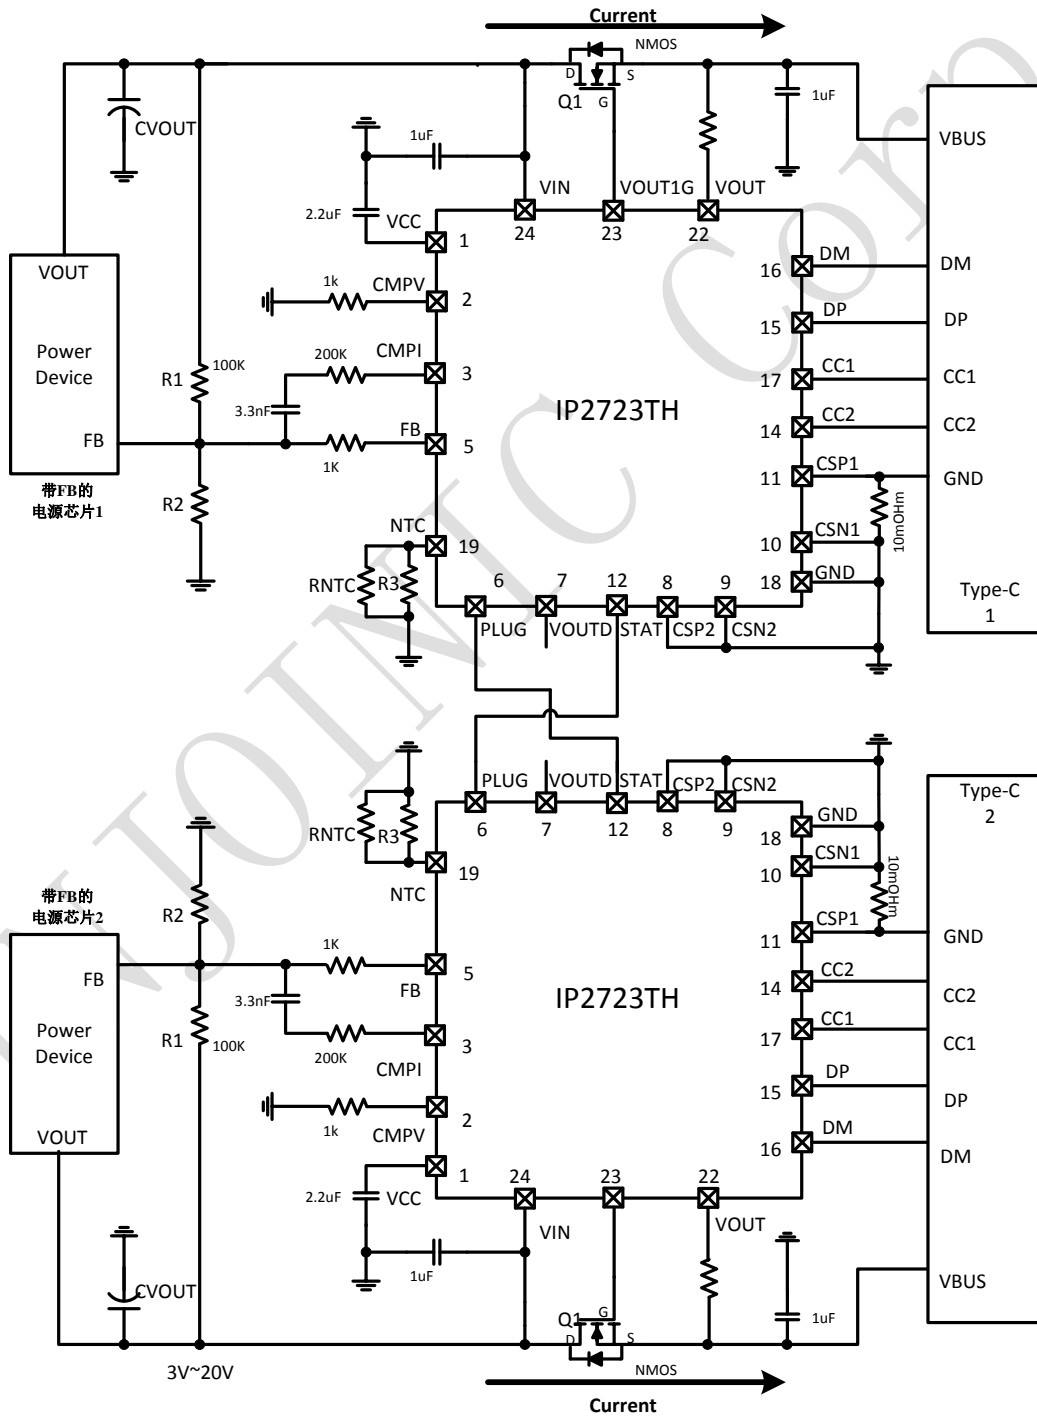 Current
NMOS
D
S
Q1
G
1uF
CVOUT
1uF
VBUS
VIN
VOUT1G
VOUT
2.2uF
VCC
24
23
22
1
DM
16
DM
VOUT
1k
CMPV
2
DP
15
DP
Power
Device
R1
100K
200K
CMPI
3
CC1
17
CC1
3.3nF
IP2723TH
CC2
14
CC2
FB
FB
5
1K
CSP1
11
GND
带FB的
电源芯片1
R2
10mOHm
NTC
19
CSN1
10
RNTC
R3
6
7
12
8
9
GND
18
Type-C
1
PLUG
VOUTD
STAT
CSP2
CSN2
INJOINIC Corp
PLUG
VOUTD
STAT
CSP2
CSN2
Type-C
2
6
7
12
8
9
GND
18
RNTC
R3
CSN1
10
19
NTC
10mOHm
带FB的
电源芯片2
R2
CSP1
11
GND
1K
FB
5
FB
CC2
14
CC2
3.3nF
IP2723TH
Power
Device
R1
100K
200K
3
CMPI
CC1
17
CC1
DP
15
DP
2
1k
CMPV
VOUT
DM
16
DM
1
24
23
22
2.2uF
VCC
VIN
VOUT
1uF
CVOUT
VBUS
Q1
G
1uF
D
S
3V~20V
NMOS
Current